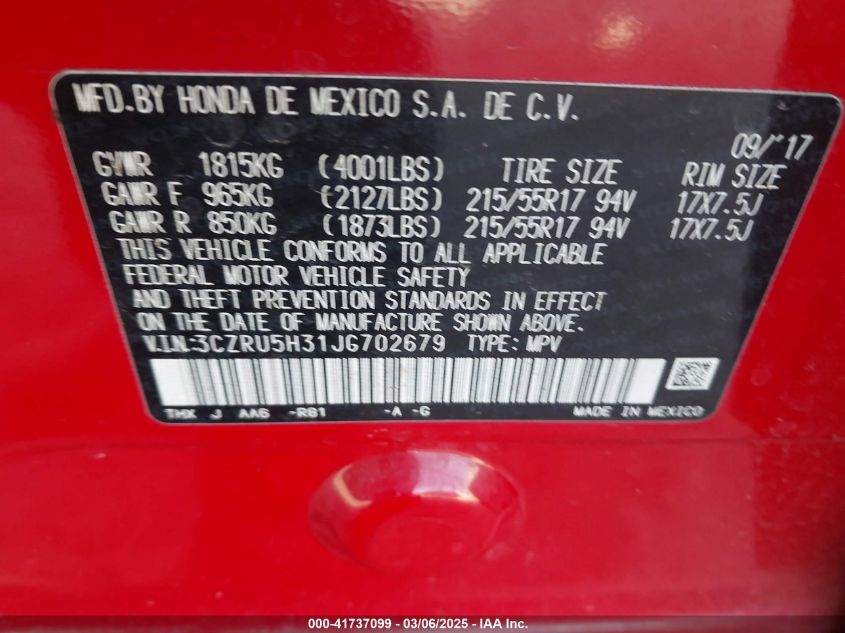 MFD.BY HONDA DE MEXICO S.A. DE C.V.
09/'17
GVWR 1815KG (4001LBS) TIRE SIZE RIM SIZE
GAWR F 965KG (2127LBS) 215/55R17 94V 17X7.5J
GAWR R 850KG (1873LBS) 215/55R17 94V 17X7.5J
THIS VEHICLE CONFORMS TO ALL APPLICABLE
FEDERAL MOTOR VEHICLE SAFETY
AND THEFT PREVENTION STANDARDS IN EFFECT
ON THE DATE OF MANUFACTURE SHOWN ABOVE.
V.I.N.:3CZRU5H31JG702679 TYPE: MPV
THX J AA6 -R81 -A -G MADE IN MEXICO
000-41737099 — 03/06/2025 — IAA Inc.